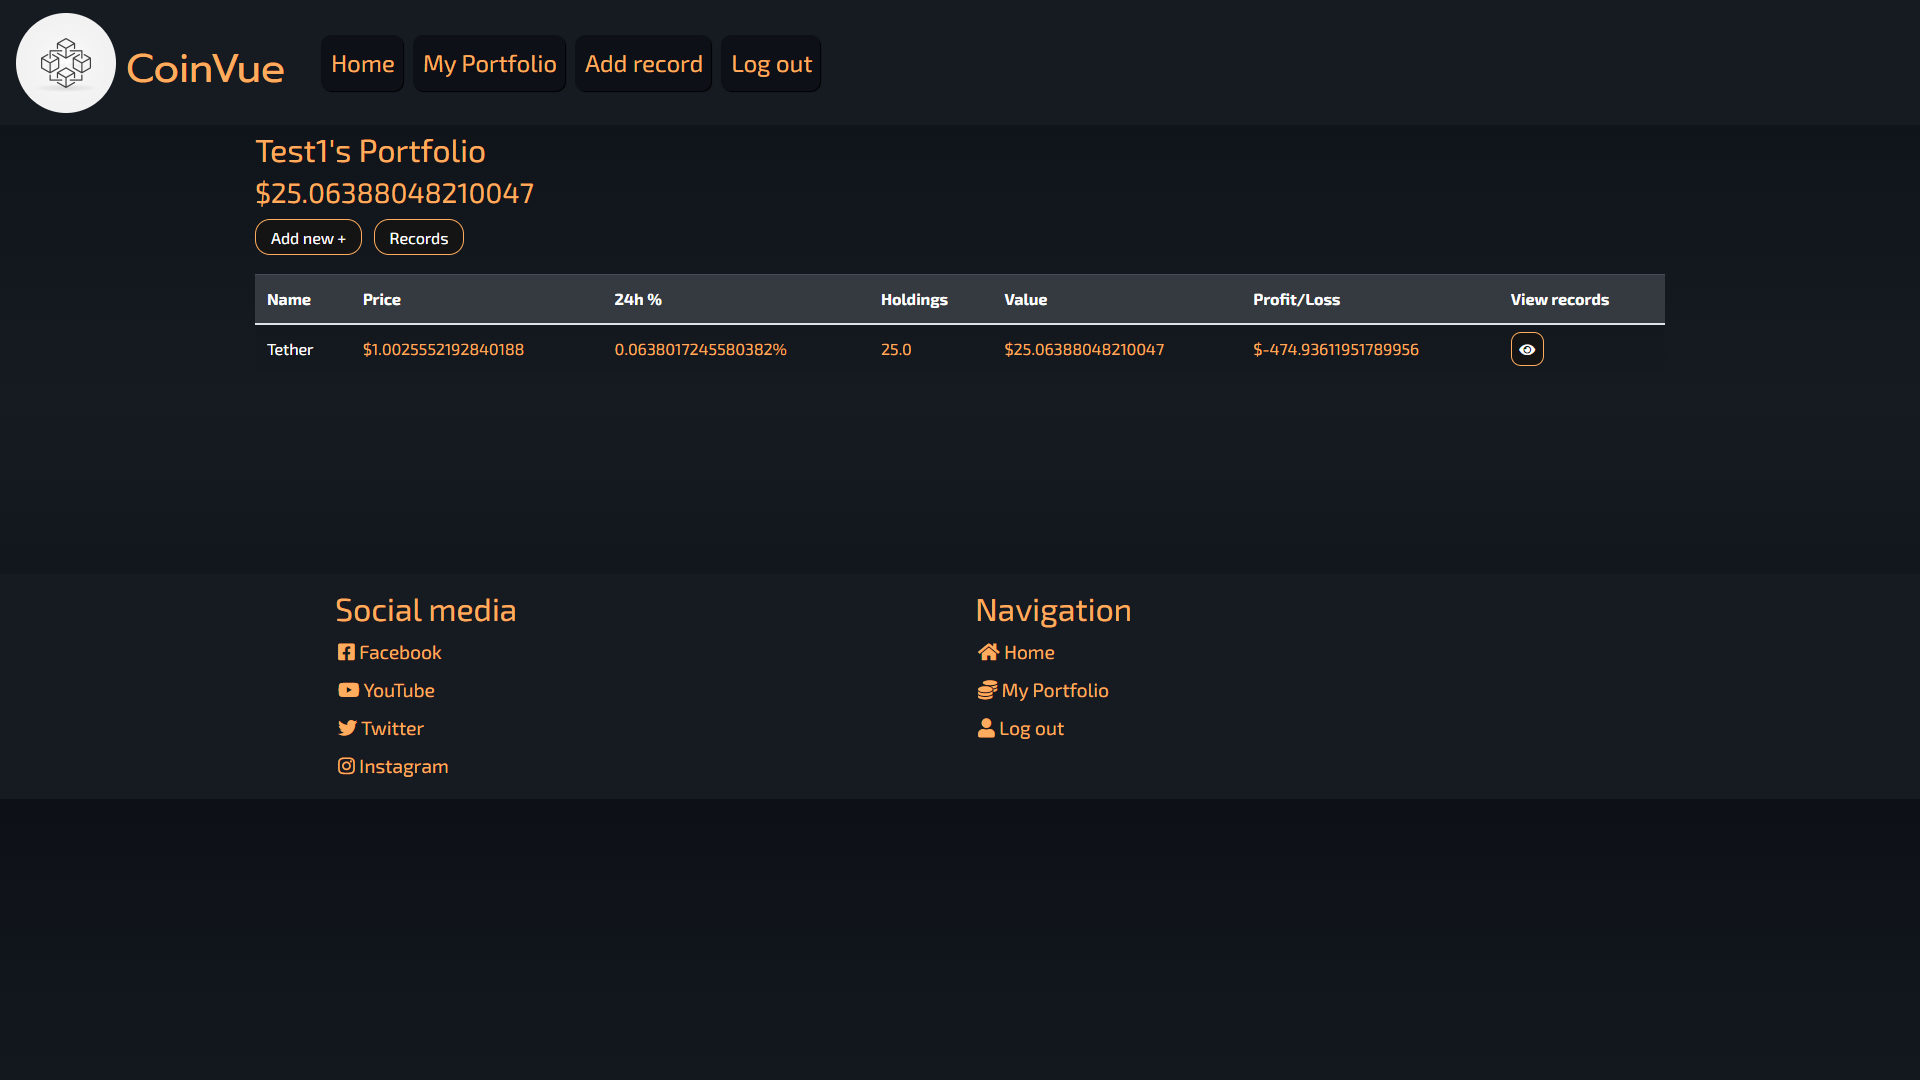 CoinVue
Home
My Portfolio
Add record
Log out
Test1's Portfolio
$25.06388048210047
Add new +
Records
Name Price 24h % Holdings Value Profit/Loss View records
Tether $1.0025552192840188 0.0638017245580382% 25.0 $25.06388048210047 $-474.93611951789956
Social media
Facebook
YouTube
Twitter
Instagram
Navigation
Home
My Portfolio
Log out